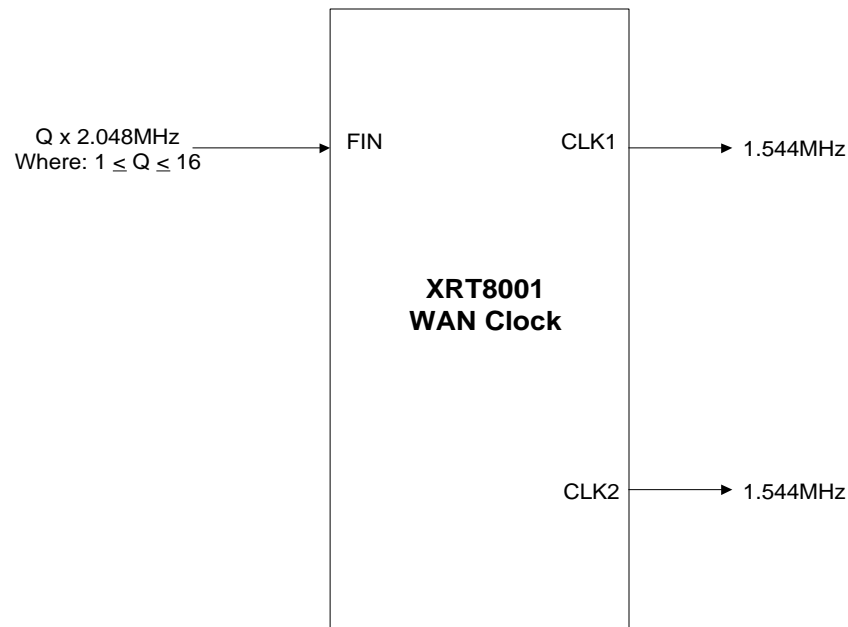 Q x 2.048MHz
Where: 1 ≤ Q ≤ 16
FIN
CLK1
1.544MHz
XRT8001
WAN Clock
CLK2
1.544MHz